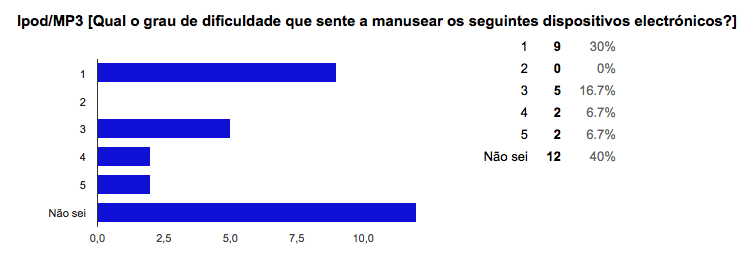 Ipod/MP3 [Qual o grau de dificuldade que sente a manusear os seguintes dispositivos electrónicos?]
1
2
3
4
5
Não sei
0,0 2,5 5,0 7,5 10,0
1 9 30%
2 0 0%
3 5 16.7%
4 2 6.7%
5 2 6.7%
Não sei 12 40%